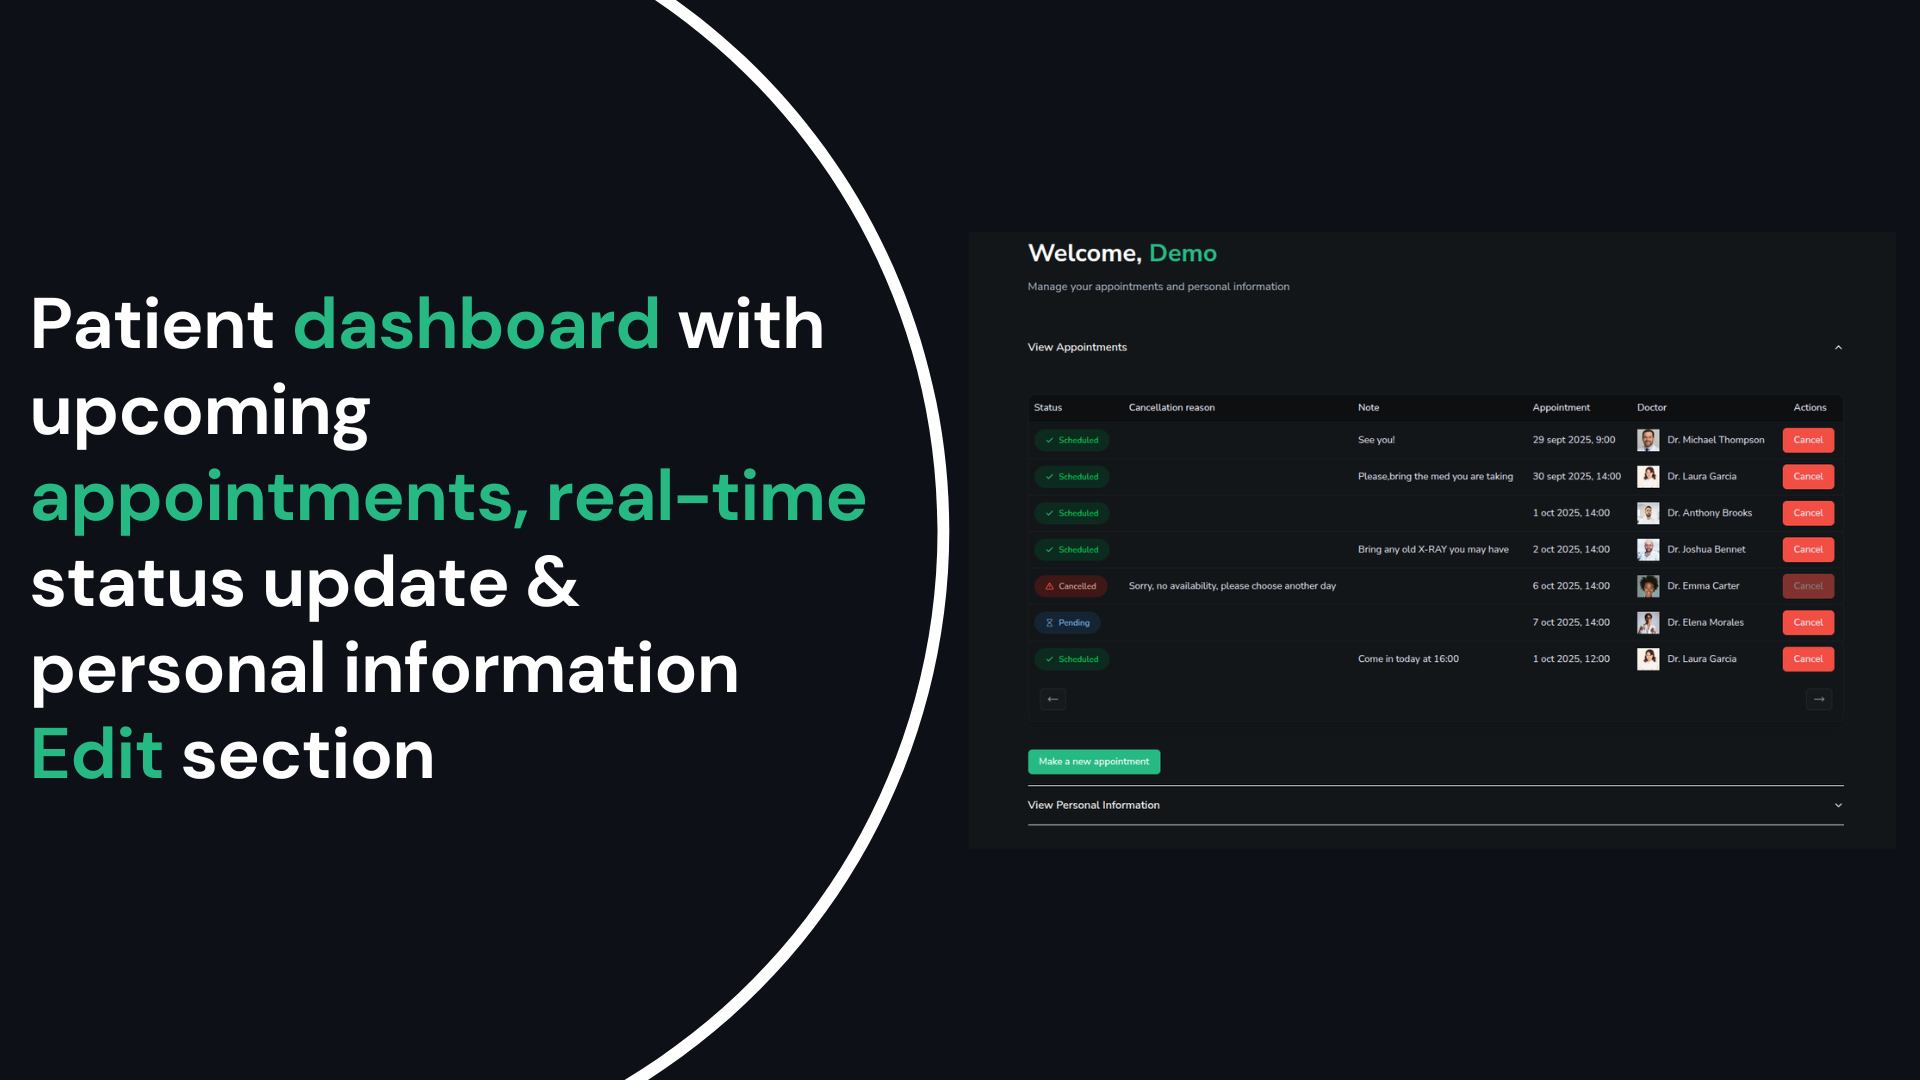 Patient dashboard with
upcoming
appointments, real-time
status update &
personal information
Edit section
Welcome, Demo
Manage your appointments and personal information
View Appointments
Status Cancellation reason Note Appointment Doctor Actions
Scheduled See you! 29 sept 2025, 9:00 Dr. Michael Thompson Cancel
Scheduled Please,bring the med you are taking 30 sept 2025, 14:00 Dr. Laura Garcia Cancel
Scheduled 1 oct 2025, 14:00 Dr. Anthony Brooks Cancel
Scheduled Bring any old X-RAY you may have 2 oct 2025, 14:00 Dr. Joshua Bennet Cancel
Cancelled Sorry, no availability, please choose another day 6 oct 2025, 14:00 Dr. Emma Carter Cancel
Pending 7 oct 2025, 14:00 Dr. Elena Morales Cancel
Scheduled Come in today at 16:00 1 oct 2025, 12:00 Dr. Laura Garcia Cancel
Make a new appointment
View Personal Information